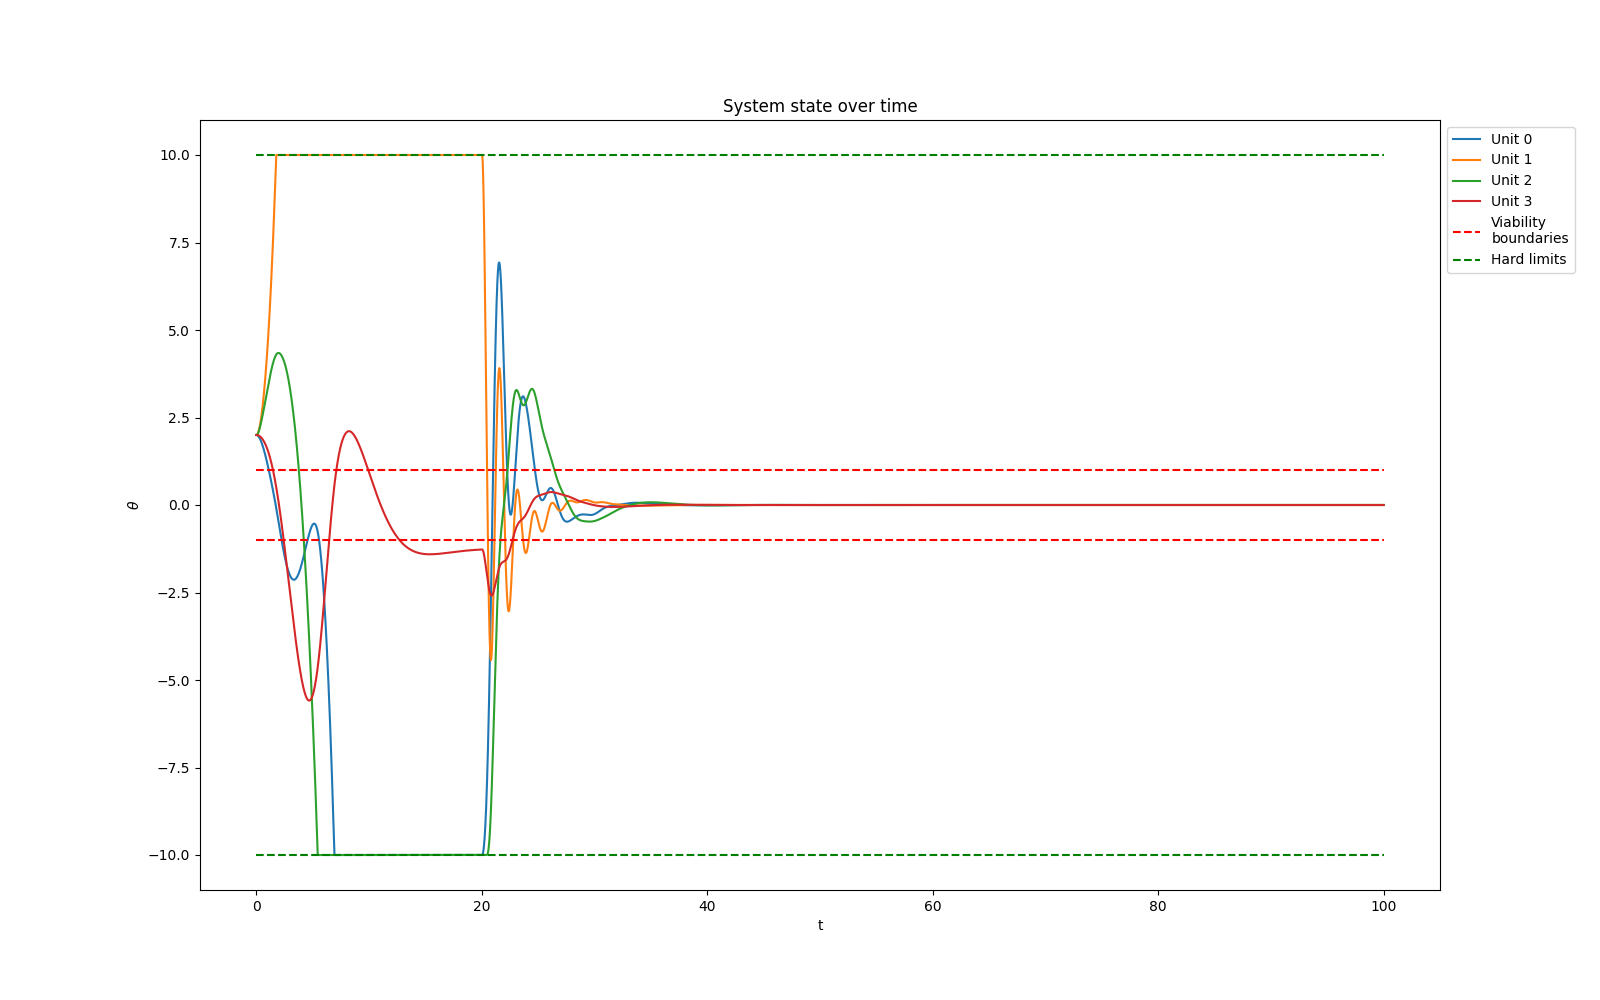 System state over time
10.0
7.5
5.0
2.5
0.0
−2.5
−5.0
−7.5
−10.0
θ
0
20
40
60
80
100
t
Unit 0
Unit 1
Unit 2
Unit 3
Viability
boundaries
Hard limits